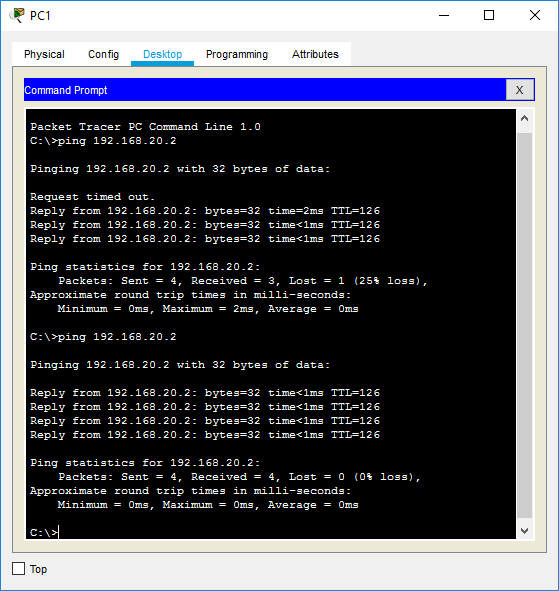 PC1
Physical Config Desktop Programming Attributes
Command Prompt X
Packet Tracer PC Command Line 1.0
C:\>ping 192.168.20.2
Pinging 192.168.20.2 with 32 bytes of data:
Request timed out.
Reply from 192.168.20.2: bytes=32 time=2ms TTL=126
Reply from 192.168.20.2: bytes=32 time<1ms TTL=126
Reply from 192.168.20.2: bytes=32 time<1ms TTL=126
Ping statistics for 192.168.20.2:
    Packets: Sent = 4, Received = 3, Lost = 1 (25% loss),
Approximate round trip times in milli-seconds:
    Minimum = 0ms, Maximum = 2ms, Average = 0ms
C:\>ping 192.168.20.2
Pinging 192.168.20.2 with 32 bytes of data:
Reply from 192.168.20.2: bytes=32 time<1ms TTL=126
Reply from 192.168.20.2: bytes=32 time<1ms TTL=126
Reply from 192.168.20.2: bytes=32 time<1ms TTL=126
Reply from 192.168.20.2: bytes=32 time<1ms TTL=126
Ping statistics for 192.168.20.2:
    Packets: Sent = 4, Received = 4, Lost = 0 (0% loss),
Approximate round trip times in milli-seconds:
    Minimum = 0ms, Maximum = 0ms, Average = 0ms
C:\>
Top